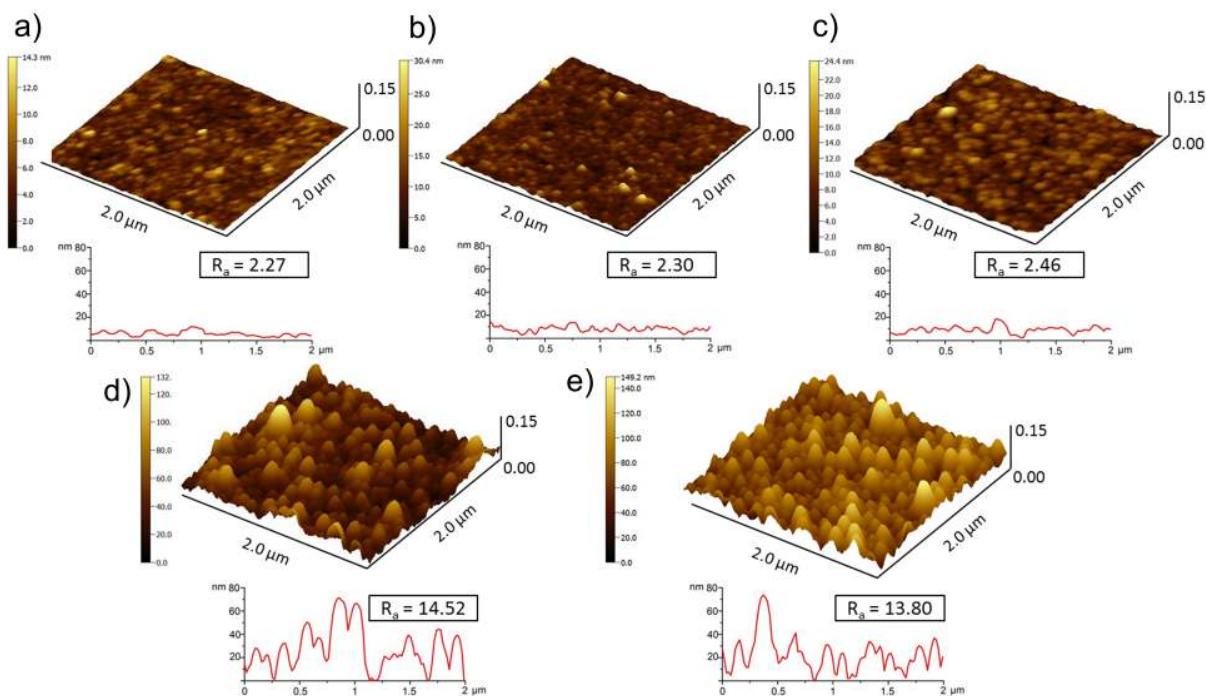 a)
14.3 nm
12.0
10.0
8.0
6.0
4.0
2.0
0.0
0.15
0.00
2.0 µm
2.0 µm
nm 80
60
40
20
0 0.5 1 1.5 2 µm
Ra = 2.27
b)
30.4 nm
25.0
20.0
15.0
10.0
5.0
0.0
0.15
0.00
2.0 µm
2.0 µm
nm 80
60
40
20
0 0.5 1 1.5 2 µm
Ra = 2.30
c)
24.4 nm
22.0
20.0
18.0
16.0
14.0
12.0
10.0
8.0
6.0
4.0
2.0
0.0
0.15
0.00
2.0 µm
2.0 µm
nm 80
60
40
20
0 0.5 1 1.5 2 µm
Ra = 2.46
d)
132.
120.
100.
80.0
60.0
40.0
20.0
0.0
0.15
0.00
2.0 µm
2.0 µm
nm 80
60
40
20
0 0.5 1 1.5 2 µm
Ra = 14.52
e)
149.2 nm
140.0
120.0
100.0
80.0
60.0
40.0
20.0
0.0
0.15
0.00
2.0 µm
2.0 µm
nm 80
60
40
20
0 0.5 1 1.5 2 µm
Ra = 13.80